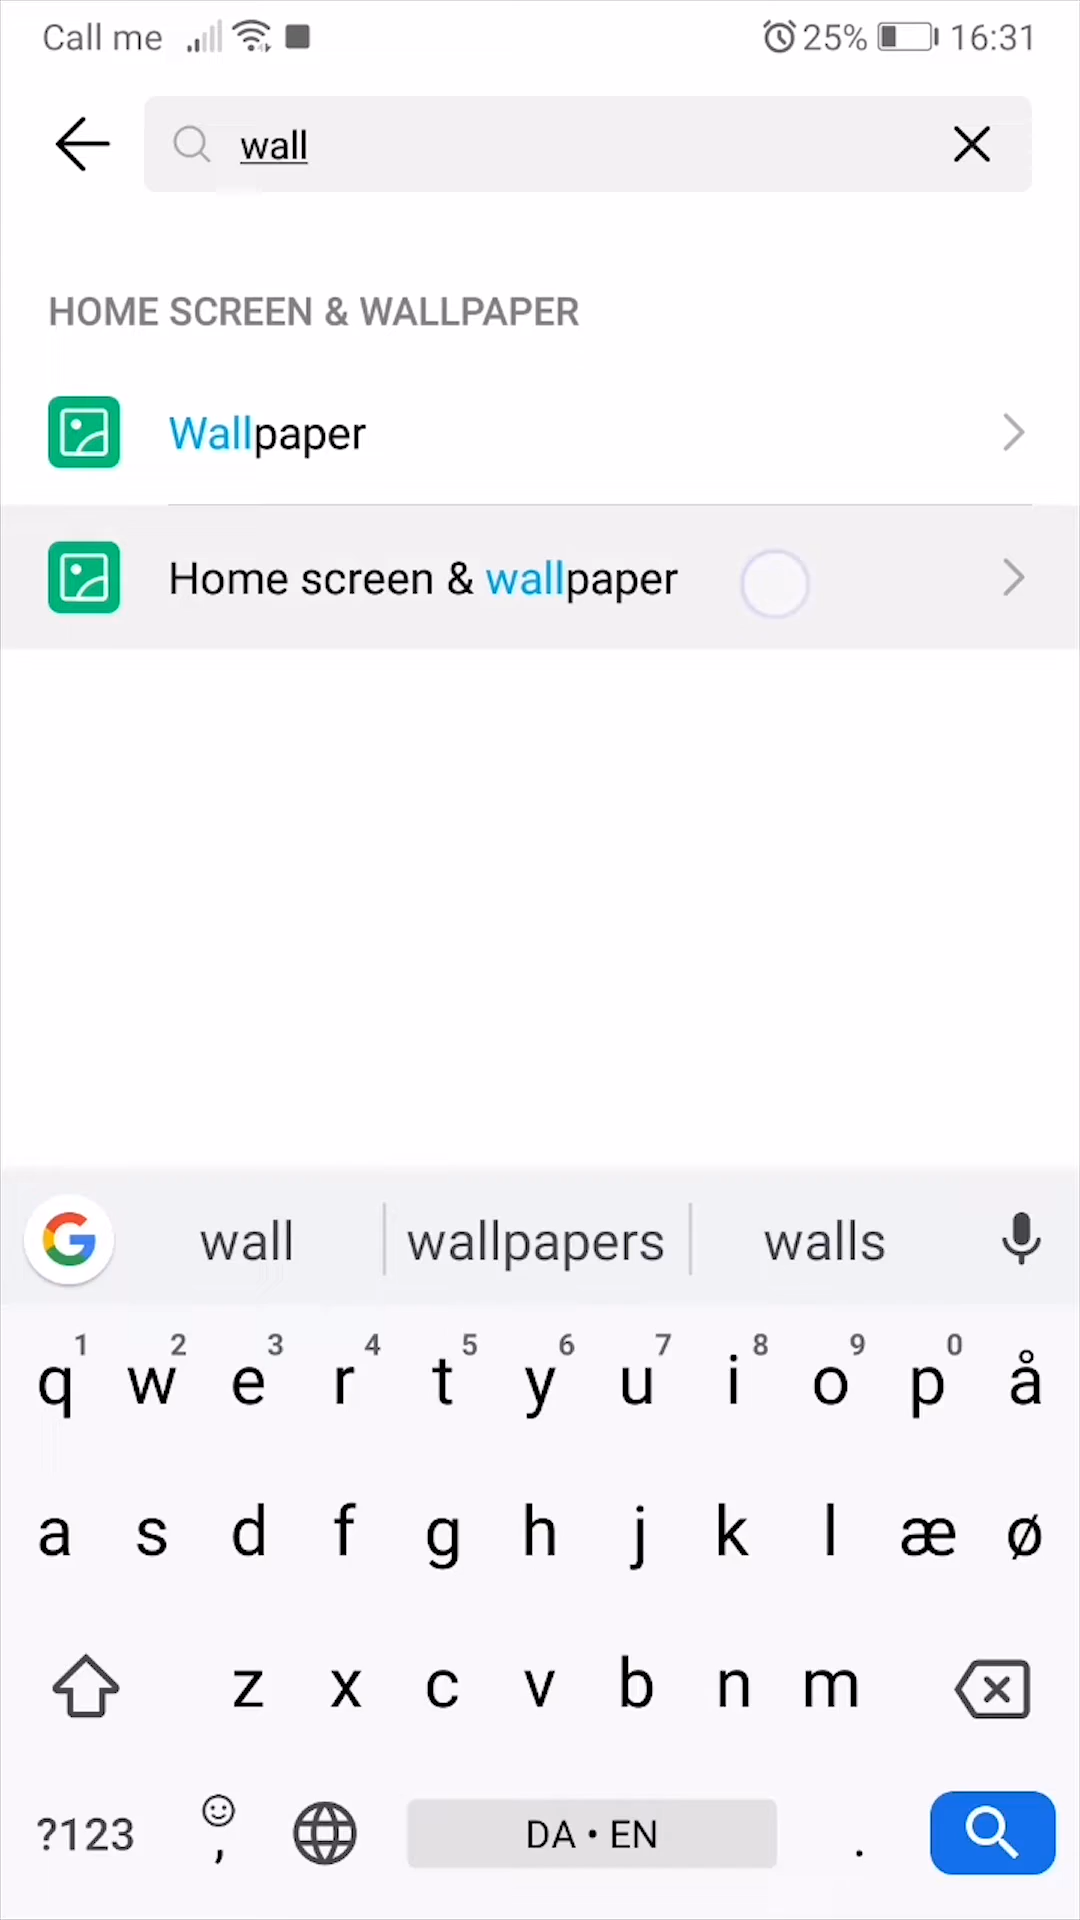 Call me 25% 16:31
wall
HOME SCREEN & WALLPAPER
Wallpaper
Home screen & wallpaper
wall wallpapers walls
1 2 3 4 5 6 7 8 9 0
q w e r t y u i o p å
a s d f g h j k l æ ø
z x c v b n m
?123 , DA • EN .